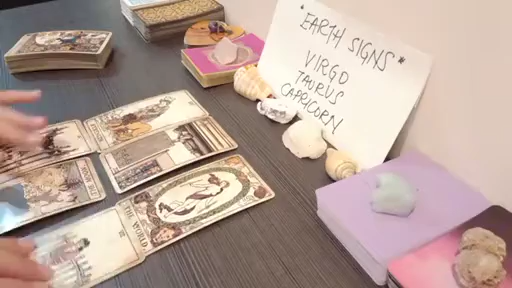 *EARTH SIGNS*
VIRGO
TAURUS
CAPRICORN
THE WORLD.